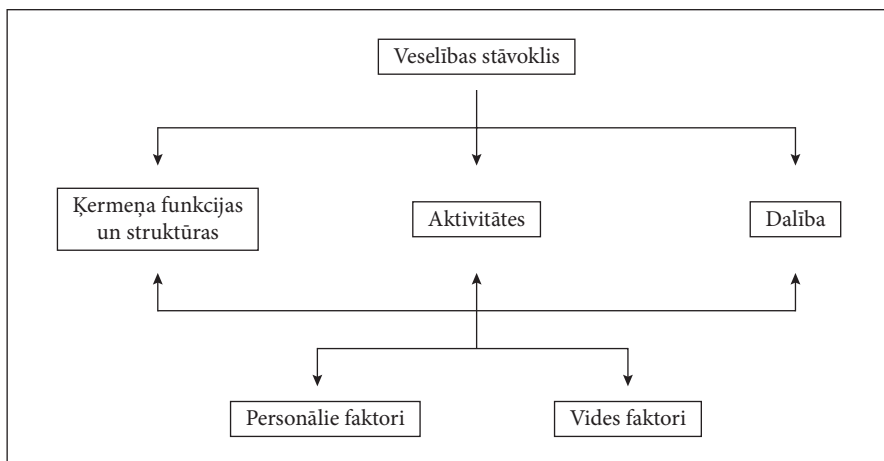 Veselības stāvoklis
Ķermeņa funkcijas
un struktūras
Aktivitātes
Dalība
Personālie faktori
Vides faktori